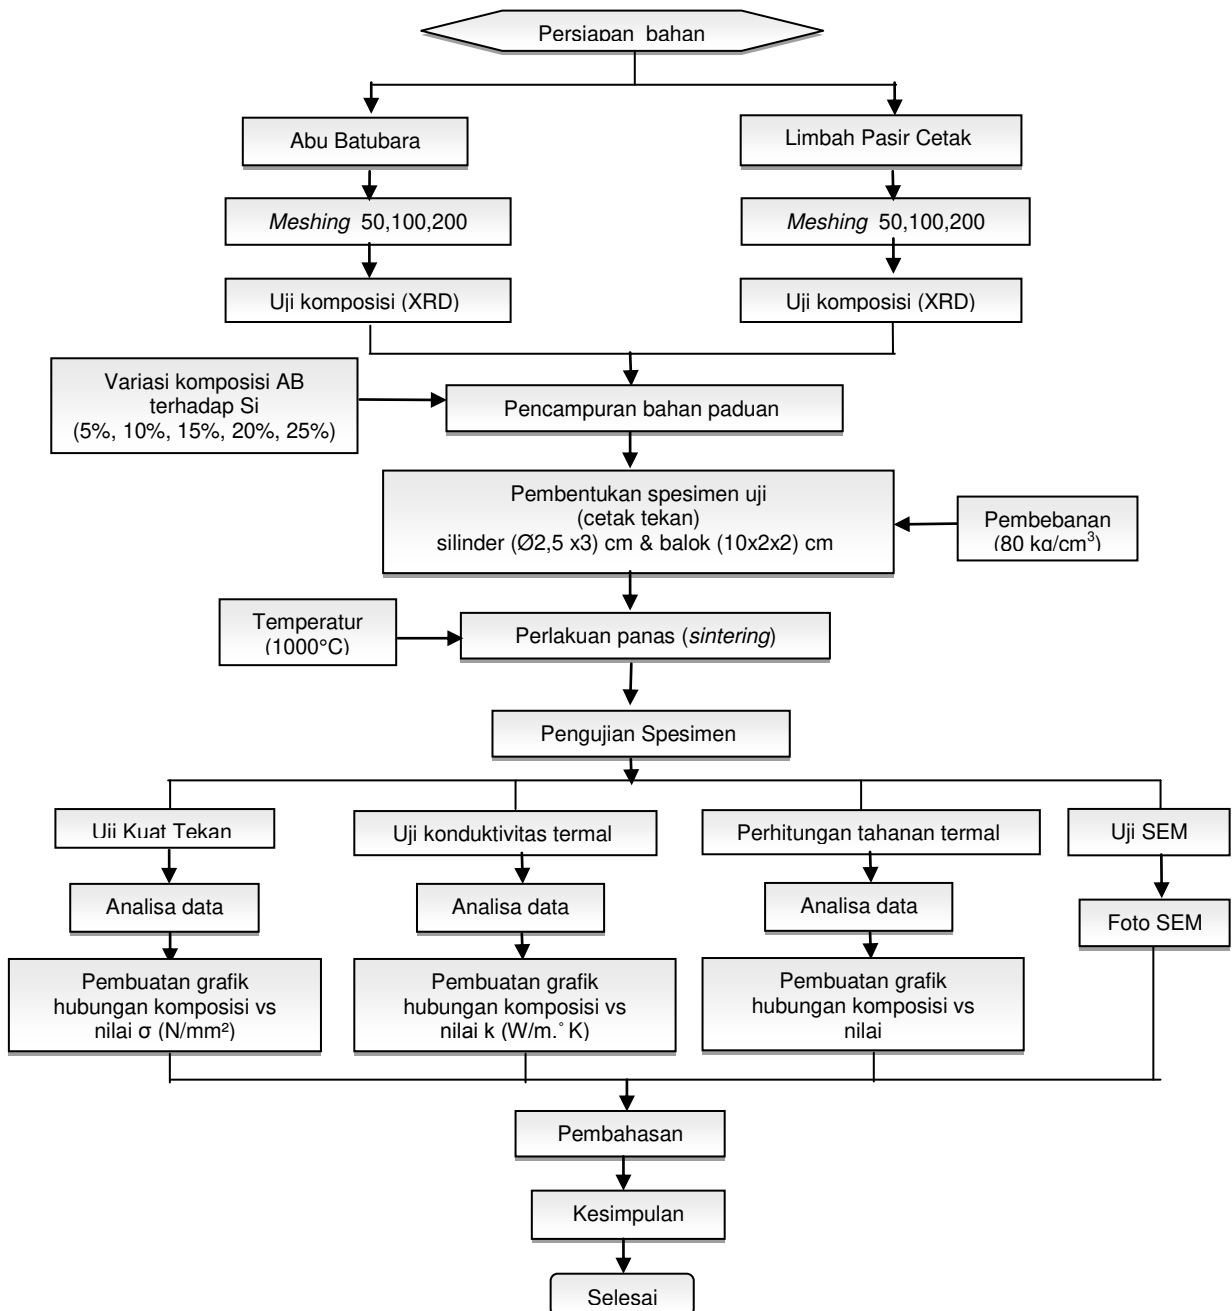 Persiapan bahan
Abu Batubara
Limbah Pasir Cetak
Meshing 50,100,200
Meshing 50,100,200
Uji komposisi (XRD)
Uji komposisi (XRD)
Variasi komposisi AB
terhadap Si
(5%, 10%, 15%, 20%, 25%)
Pencampuran bahan paduan
Pembentukan spesimen uji
(cetak tekan)
silinder (Ø2,5 x3) cm & balok (10x2x2) cm
Pembebanan
(80 kg/cm³)
Temperatur
(1000°C)
Perlakuan panas (sintering)
Pengujian Spesimen
Uji Kuat Tekan
Uji konduktivitas termal
Perhitungan tahanan termal
Uji SEM
Analisa data
Analisa data
Analisa data
Foto SEM
Pembuatan grafik
hubungan komposisi vs
nilai σ (N/mm²)
Pembuatan grafik
hubungan komposisi vs
nilai k (W/m.°K)
Pembuatan grafik
hubungan komposisi vs
nilai
Pembahasan
Kesimpulan
Selesai